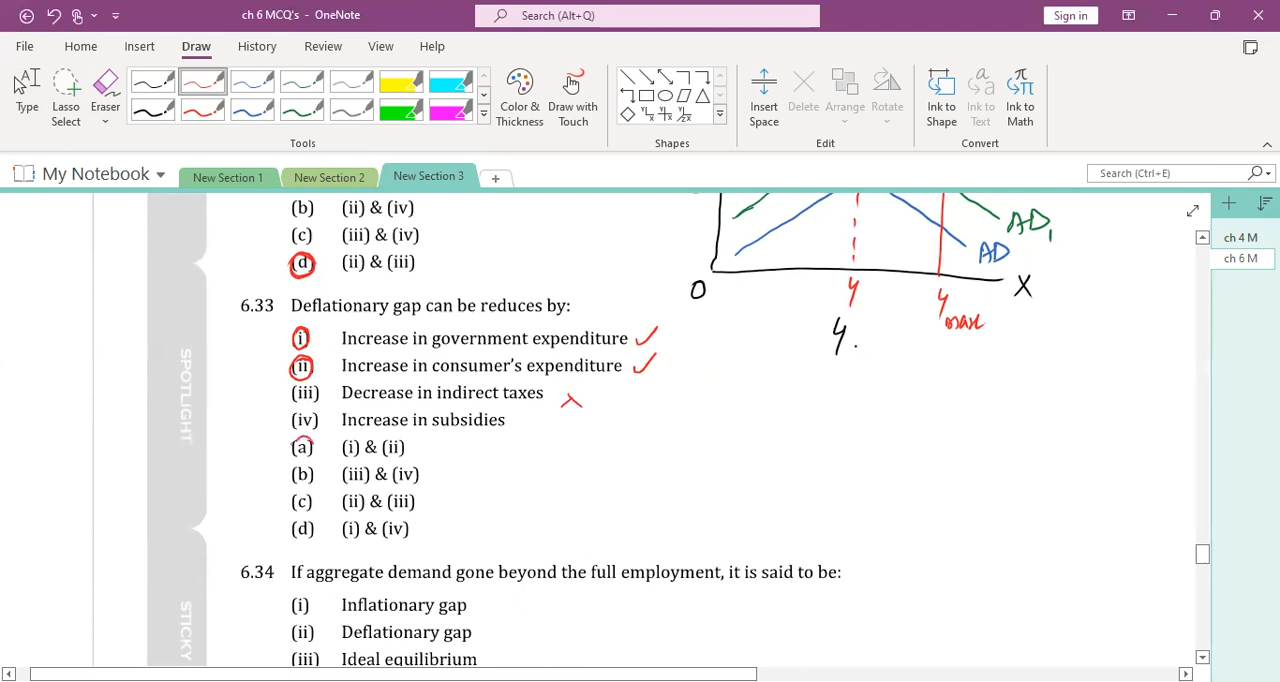 ch 6 MCQ's - OneNote
Search (Alt+Q)
Sign in
File Home Insert Draw History Review View Help
Type
Lasso Select
Eraser
Tools
Color & Thickness
Draw with Touch
Shapes
Insert Space
Delete
Arrange
Rotate
Edit
Ink to Shape
Ink to Text
Ink to Math
Convert
My Notebook
New Section 1
New Section 2
New Section 3
Search (Ctrl+E)
ch 4 M
ch 6 M
(b) (ii) & (iv)
(c) (iii) & (iv)
(d) (ii) & (iii)
AD1
AD
O
X
y
y max
y.
6.33 Deflationary gap can be reduces by:
(i) Increase in government expenditure
(ii) Increase in consumer's expenditure
(iii) Decrease in indirect taxes
(iv) Increase in subsidies
(a) (i) & (ii)
(b) (iii) & (iv)
(c) (ii) & (iii)
(d) (i) & (iv)
6.34 If aggregate demand gone beyond the full employment, it is said to be:
(i) Inflationary gap
(ii) Deflationary gap
(iii) Ideal equilibrium
SPOTLIGHT
STICKY